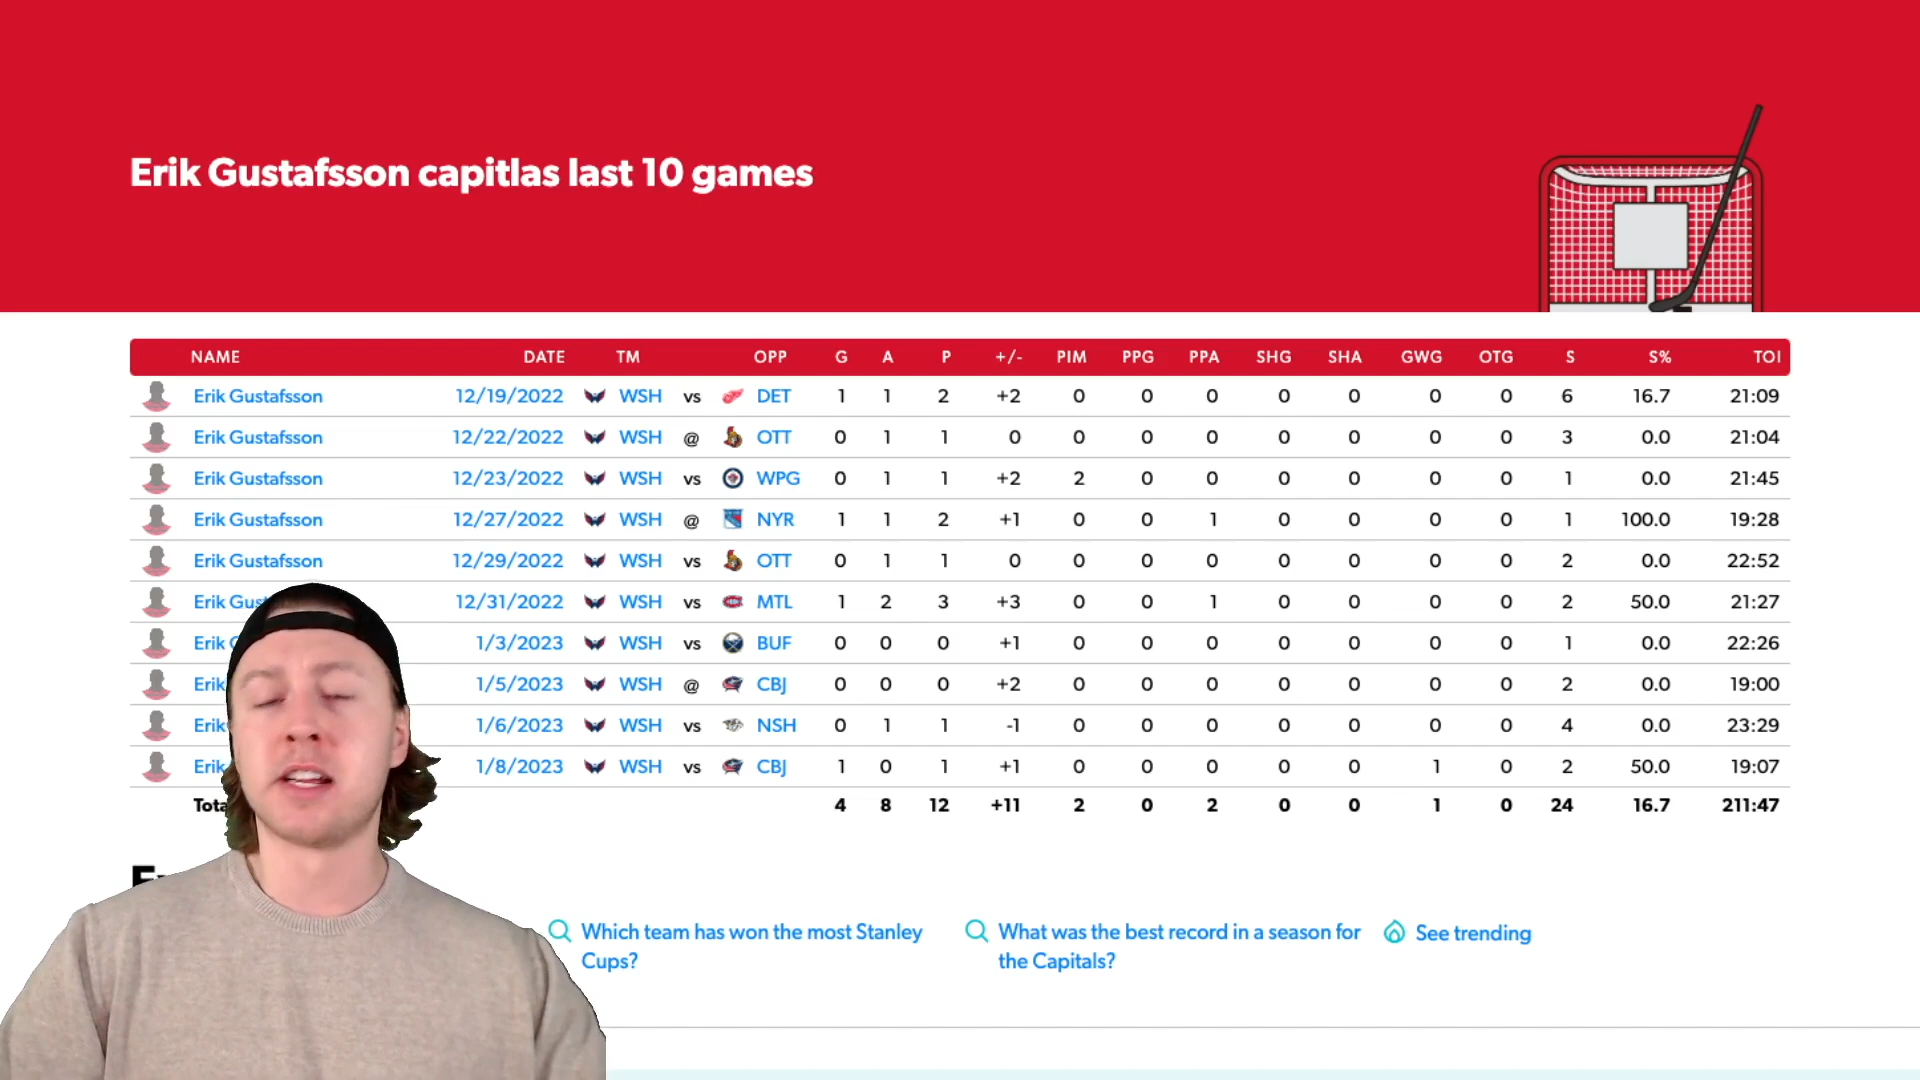 Erik Gustafsson capitlas last 10 games
NAME DATE TM OPP G A P +/- PIM PPG PPA SHG SHA GWG OTG S S% TOI
Erik Gustafsson 12/19/2022 WSH vs DET 1 1 2 +2 0 0 0 0 0 0 0 6 16.7 21:09
Erik Gustafsson 12/22/2022 WSH @ OTT 0 1 1 0 0 0 0 0 0 0 0 3 0.0 21:04
Erik Gustafsson 12/23/2022 WSH vs WPG 0 1 1 +2 2 0 0 0 0 0 0 1 0.0 21:45
Erik Gustafsson 12/27/2022 WSH @ NYR 1 1 2 +1 0 0 1 0 0 0 0 1 100.0 19:28
Erik Gustafsson 12/29/2022 WSH vs OTT 0 1 1 0 0 0 0 0 0 0 0 2 0.0 22:52
Erik Gus 12/31/2022 WSH vs MTL 1 2 3 +3 0 0 1 0 0 0 0 2 50.0 21:27
Erik 1/3/2023 WSH vs BUF 0 0 0 +1 0 0 0 0 0 0 0 1 0.0 22:26
Erik 1/5/2023 WSH @ CBJ 0 0 0 +2 0 0 0 0 0 0 0 2 0.0 19:00
Erik 1/6/2023 WSH vs NSH 0 1 1 -1 0 0 0 0 0 0 0 4 0.0 23:29
Erik 1/8/2023 WSH vs CBJ 1 0 1 +1 0 0 0 0 0 1 0 2 50.0 19:07
Tota 4 8 12 +11 2 0 2 0 0 1 0 24 16.7 211:47
Which team has won the most Stanley
Cups?
What was the best record in a season for
the Capitals?
See trending